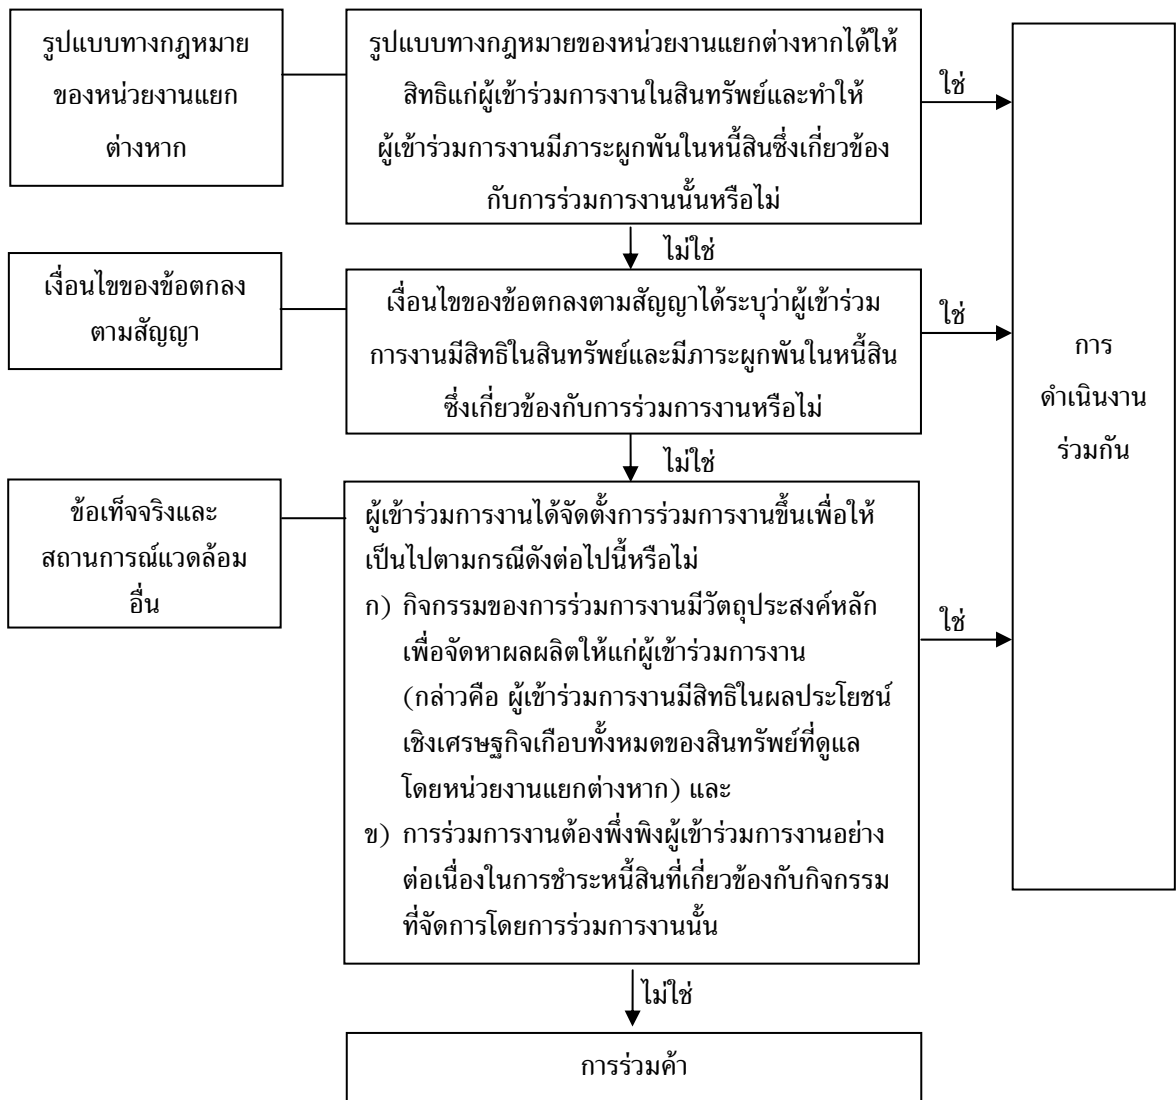 รูปแบบทางกฎหมาย
ของหน่วยงานแยก
ต่างหาก
รูปแบบทางกฎหมายของหน่วยงานแยกต่างหากได้ให้
สิทธิแก่ผู้เข้าร่วมการงานในสินทรัพย์และทำให้
ผู้เข้าร่วมการงานมีภาระผูกพันในหนี้สินซึ่งเกี่ยวข้อง
กับการร่วมการงานนั้นหรือไม่
ใช่
ไม่ใช่
เงื่อนไขของข้อตกลง
ตามสัญญา
เงื่อนไขของข้อตกลงตามสัญญาได้ระบุว่าผู้เข้าร่วม
การงานมีสิทธิในสินทรัพย์และมีภาระผูกพันในหนี้สิน
ซึ่งเกี่ยวข้องกับการร่วมการงานหรือไม่
ใช่
การ
ดำเนินงาน
ร่วมกัน
ไม่ใช่
ข้อเท็จจริงและ
สถานการณ์แวดล้อม
อื่น
ผู้เข้าร่วมการงานได้จัดตั้งการร่วมการงานขึ้นเพื่อให้
เป็นไปตามกรณีดังต่อไปนี้หรือไม่
ก) กิจกรรมของการร่วมการงานมีวัตถุประสงค์หลัก
เพื่อจัดหาผลผลิตให้แก่ผู้เข้าร่วมการงาน
(กล่าวคือ ผู้เข้าร่วมการงานมีสิทธิในผลประโยชน์
เชิงเศรษฐกิจเกือบทั้งหมดของสินทรัพย์ที่ดูแล
โดยหน่วยงานแยกต่างหาก) และ
ข) การร่วมการงานต้องพึ่งพิงผู้เข้าร่วมการงานอย่าง
ต่อเนื่องในการชำระหนี้สินที่เกี่ยวข้องกับกิจกรรม
ที่จัดการโดยการร่วมการงานนั้น
ใช่
ไม่ใช่
การร่วมค้า